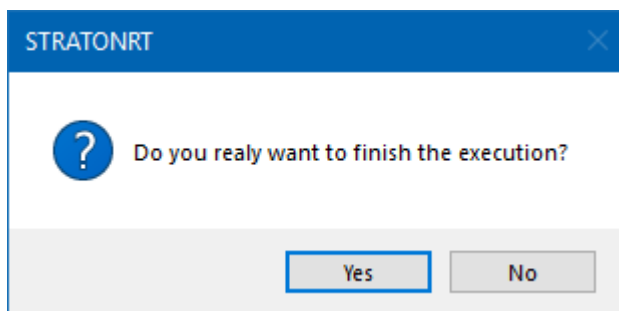 STRATONRT
Do you realy want to finish the execution?
Yes
No